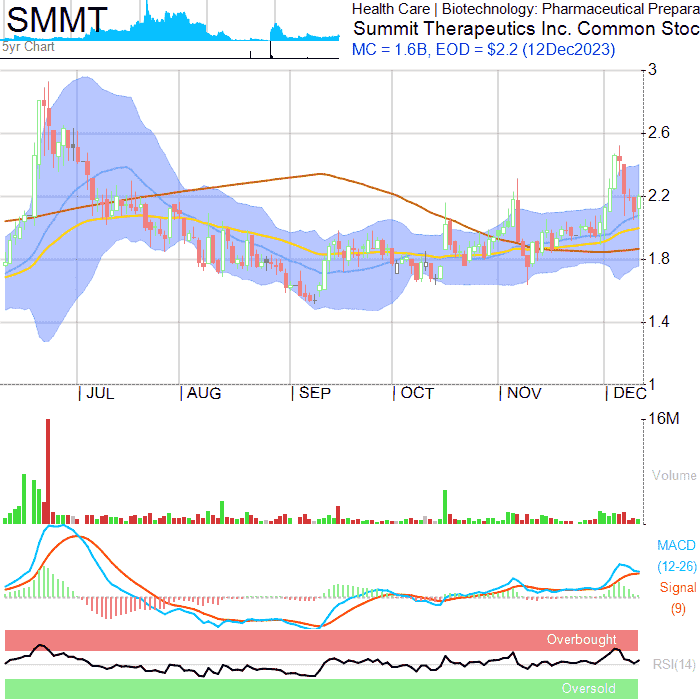 SMMT
5yr Chart
Health Care | Biotechnology: Pharmaceutical Prepara
Summit Therapeutics Inc. Common Stoc
MC = 1.6B, EOD = $2.2 (12Dec2023)
3
2.6
2.2
1.8
1.4
1
| JUL | AUG | SEP | OCT | NOV | DEC
16M
Volume
MACD
(12-26)
Signal
(9)
Overbought
RSI(14)
Oversold